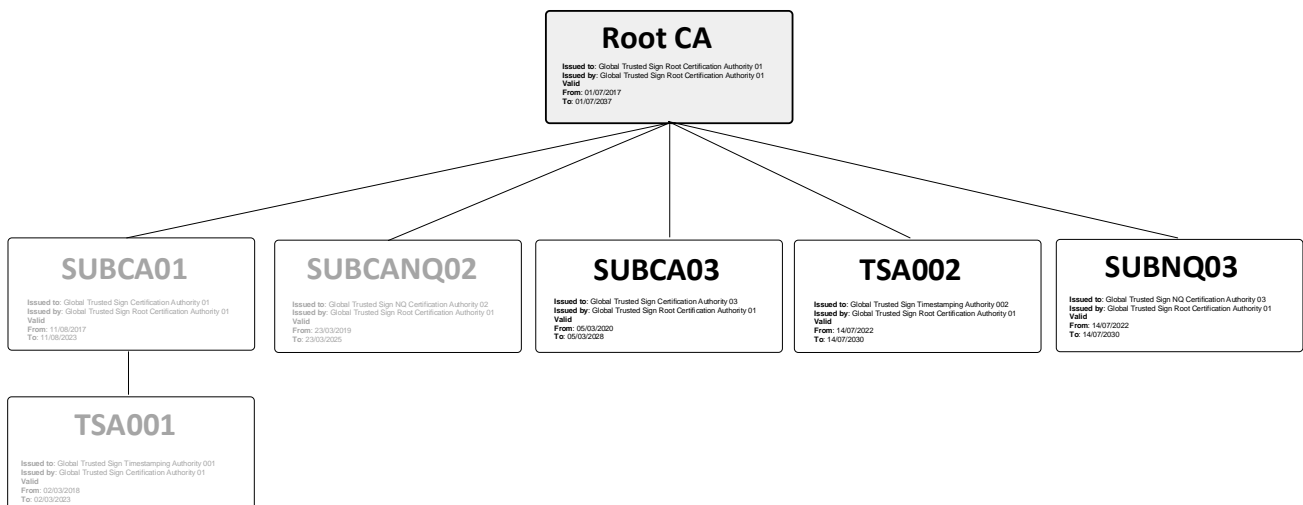 Root CA
Issued to: Global Trusted Sign Root Certification Authority 01
Issued by: Global Trusted Sign Root Certification Authority 01
Valid
From: 01/07/2017
To: 01/07/2037
SUBCA01
Issued to: Global Trusted Sign Certification Authority 01
Issued by: Global Trusted Sign Root Certification Authority 01
Valid
From: 11/08/2017
To: 11/08/2023
SUBCANQ02
Issued to: Global Trusted Sign NQ Certification Authority 02
Issued by: Global Trusted Sign Root Certification Authority 01
Valid
From: 23/03/2019
To: 23/03/2025
SUBCA03
Issued to: Global Trusted Sign Certification Authority 03
Issued by: Global Trusted Sign Root Certification Authority 01
Valid
From: 05/03/2020
To: 05/03/2028
TSA002
Issued to: Global Trusted Sign Timestamping Authority 002
Issued by: Global Trusted Sign Root Certification Authority 01
Valid
From: 14/07/2022
To: 14/07/2030
SUBNQ03
Issued to: Global Trusted Sign NQ Certification Authority 03
Issued by: Global Trusted Sign Root Certification Authority 01
Valid
From: 14/07/2022
To: 14/07/2030
TSA001
Issued to: Global Trusted Sign Timestamping Authority 001
Issued by: Global Trusted Sign Certification Authority 01
Valid
From: 02/03/2018
To: 02/03/2023